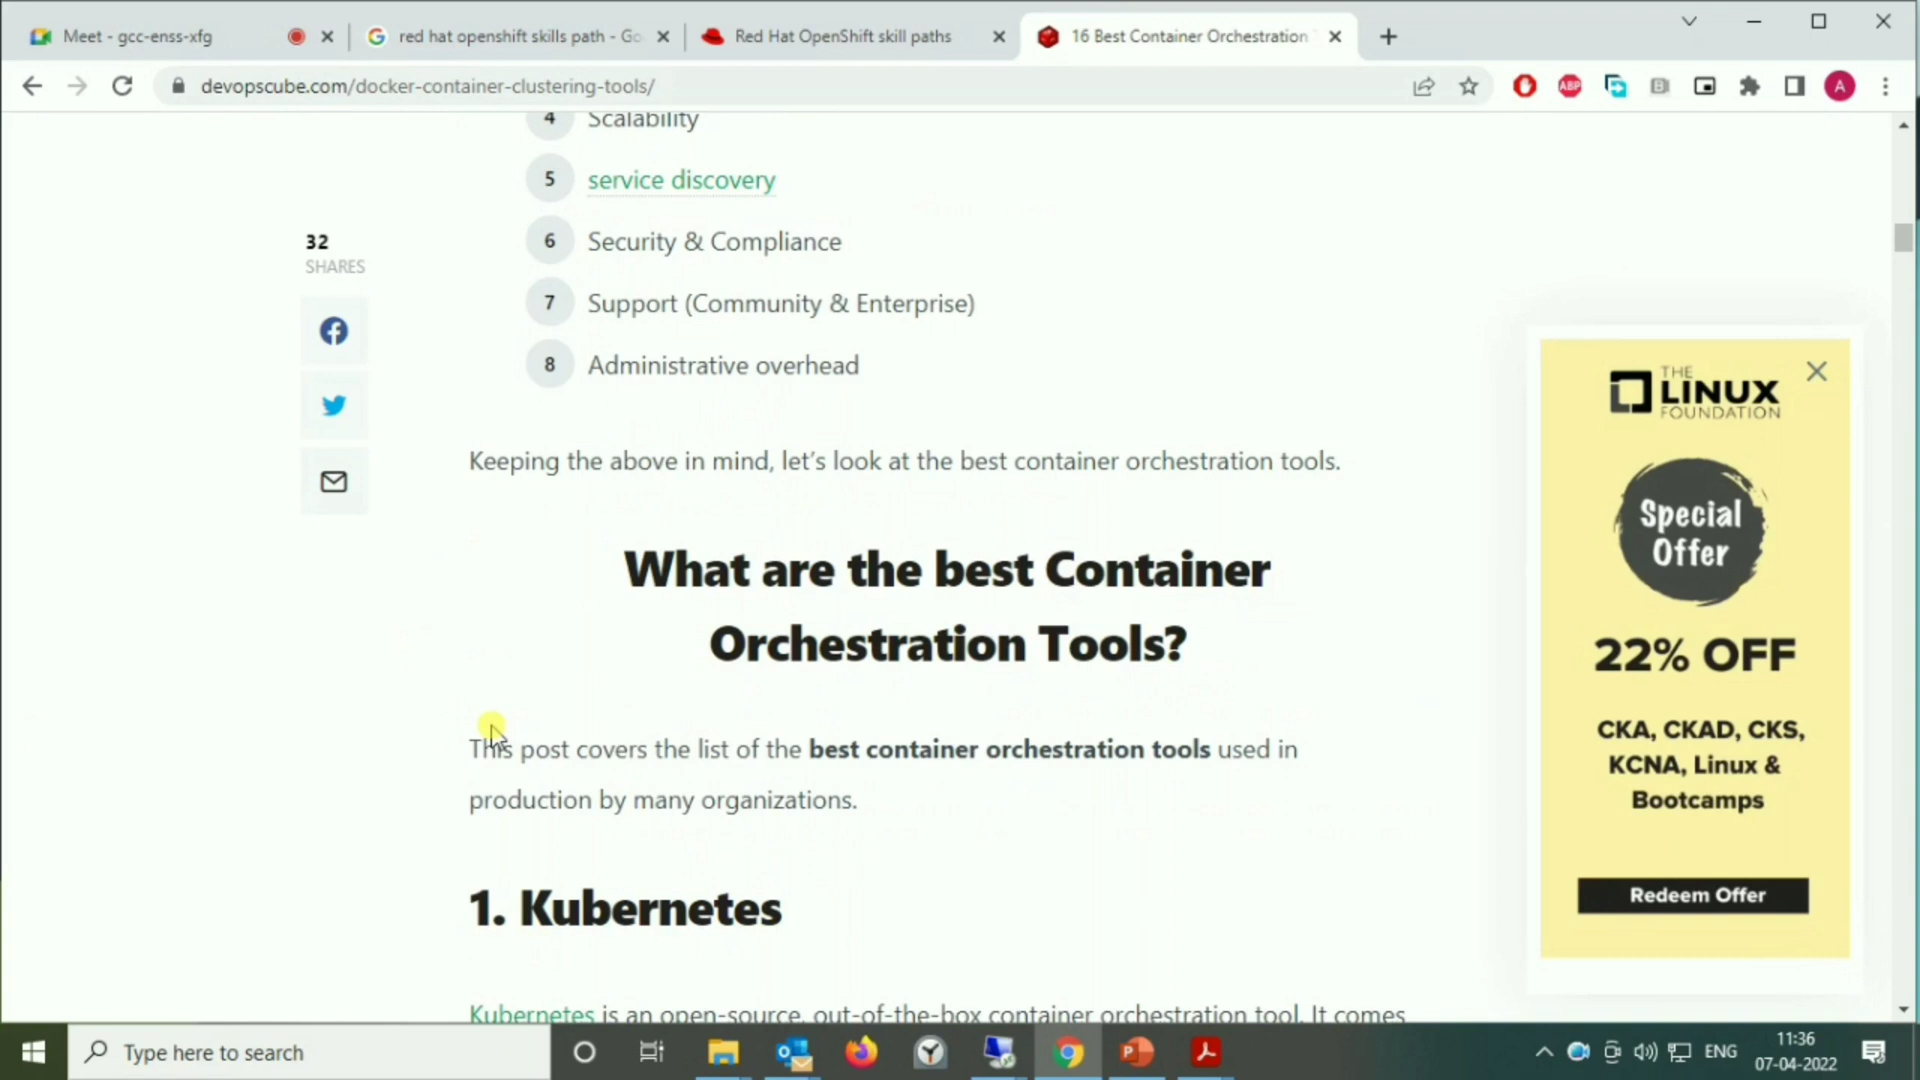 Meet - gcc-enss-xfg
red hat openshift skills path - Go
Red Hat OpenShift skill paths
16 Best Container Orchestration
devopscube.com/docker-container-clustering-tools/
ABP
A
4 Scalability
5 service discovery
6 Security & Compliance
7 Support (Community & Enterprise)
8 Administrative overhead
32
SHARES
Keeping the above in mind, let’s look at the best container orchestration tools.
What are the best Container
Orchestration Tools?
This post covers the list of the best container orchestration tools used in
production by many organizations.
1. Kubernetes
Kubernetes is an open-source, out-of-the-box container orchestration tool. It comes
THE
LINUX
FOUNDATION
Special
Offer
22% OFF
CKA, CKAD, CKS,
KCNA, Linux &
Bootcamps
Redeem Offer
Type here to search
ENG
11:36
07-04-2022